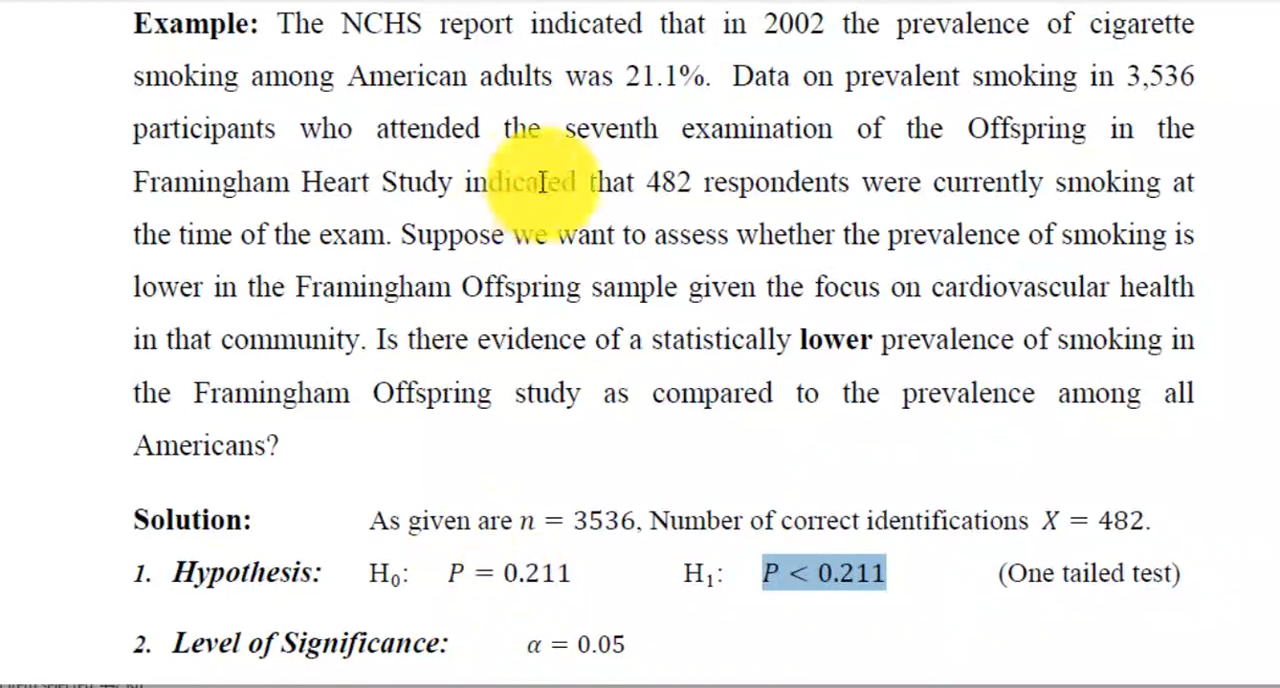 Example: The NCHS report indicated that in 2002 the prevalence of cigarette
smoking among American adults was 21.1%. Data on prevalent smoking in 3,536
participants who attended the seventh examination of the Offspring in the
Framingham Heart Study indicated that 482 respondents were currently smoking at
the time of the exam. Suppose we want to assess whether the prevalence of smoking is
lower in the Framingham Offspring sample given the focus on cardiovascular health
in that community. Is there evidence of a statistically lower prevalence of smoking in
the Framingham Offspring study as compared to the prevalence among all
Americans?
Solution: As given are n = 3536, Number of correct identifications X = 482.
1. Hypothesis: H₀: P = 0.211 H₁: P < 0.211 (One tailed test)
2. Level of Significance: α = 0.05